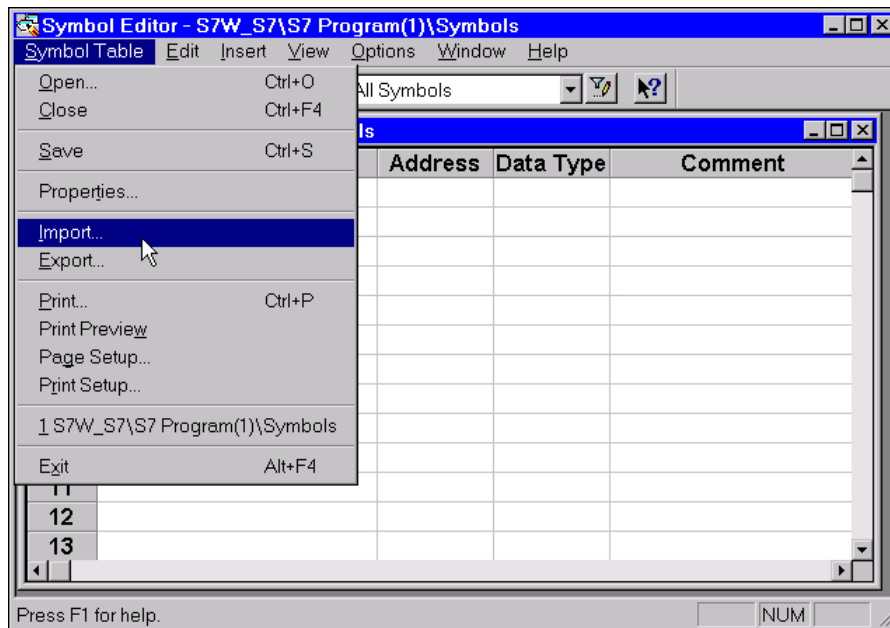 Symbol Editor - S7W_S7\S7 Program(1)\Symbols
Symbol Table Edit Insert View Options Window Help
Open... Ctrl+O
Close Ctrl+F4
Save Ctrl+S
Properties...
Import...
Export...
Print... Ctrl+P
Print Preview
Page Setup...
Print Setup...
1 S7W_S7\S7 Program(1)\Symbols
Exit Alt+F4
All Symbols
ls
Address Data Type Comment
11
12
13
Press F1 for help. NUM